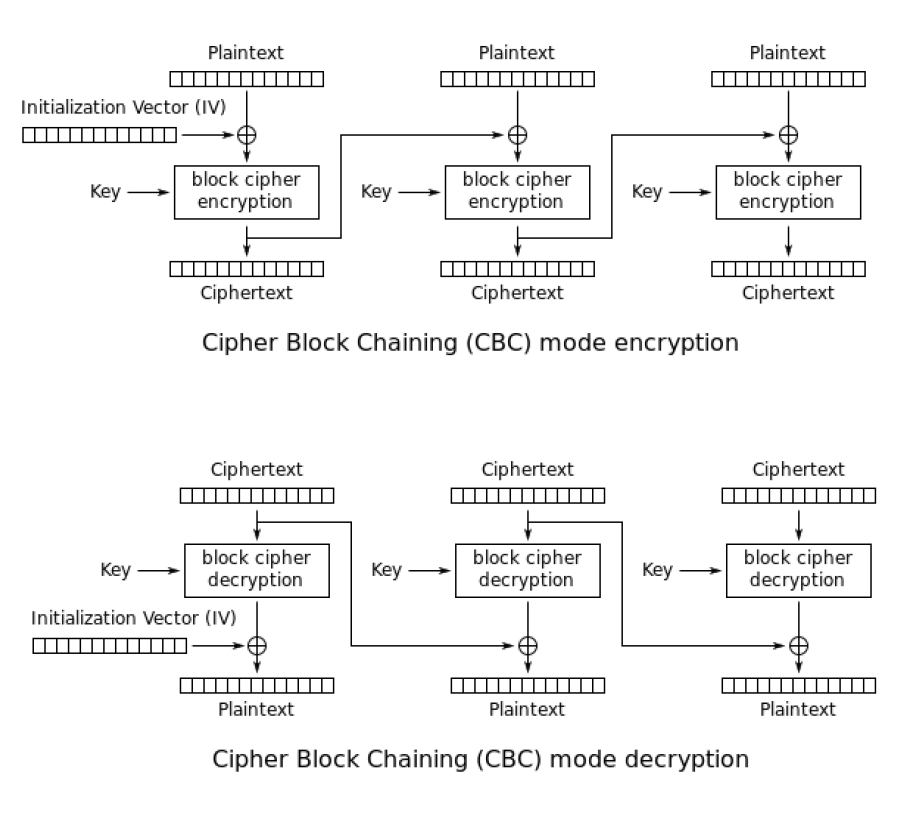 Plaintext Plaintext Plaintext
Initialization Vector (IV)
Key block cipher encryption Key block cipher encryption Key block cipher encryption
Ciphertext Ciphertext Ciphertext
Cipher Block Chaining (CBC) mode encryption
Ciphertext Ciphertext Ciphertext
Key block cipher decryption Key block cipher decryption Key block cipher decryption
Initialization Vector (IV)
Plaintext Plaintext Plaintext
Cipher Block Chaining (CBC) mode decryption